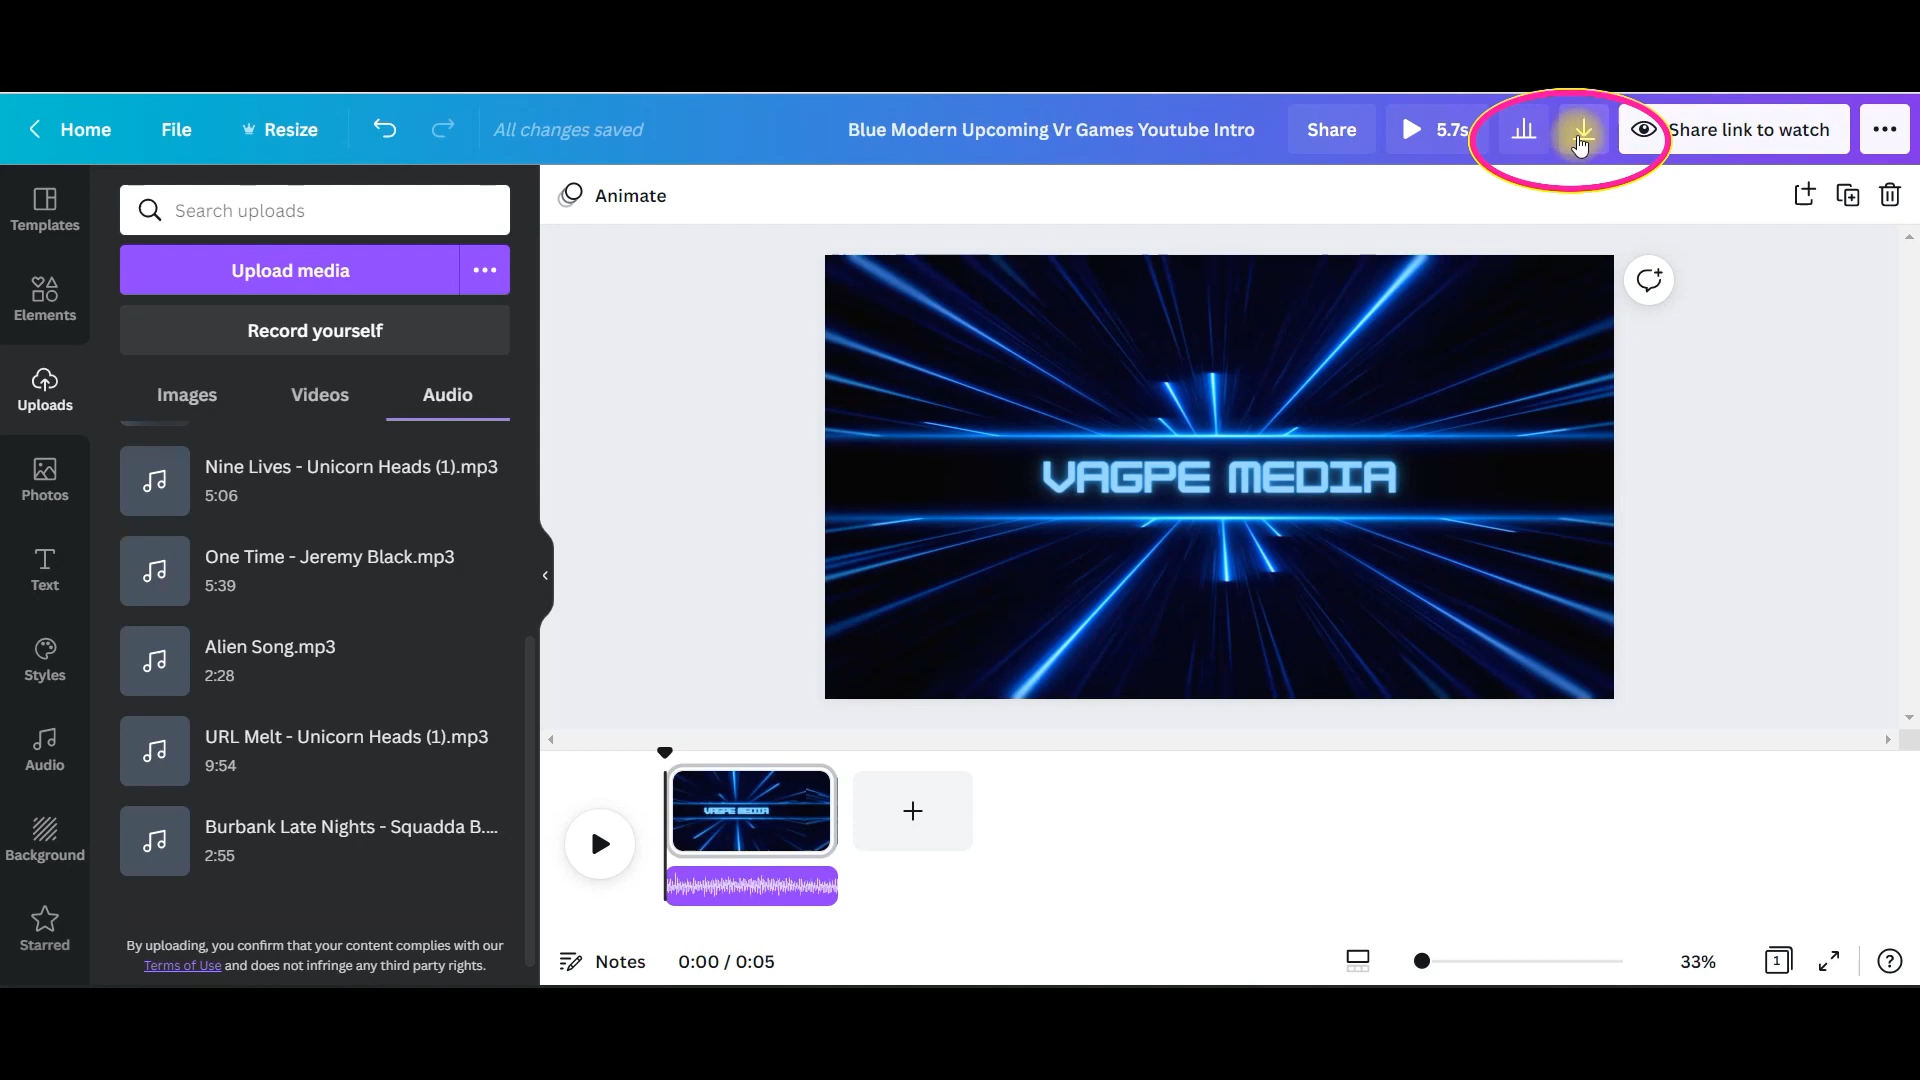 Home
File
Resize
All changes saved
Blue Modern Upcoming Vr Games Youtube Intro
Share
5.7s
Share link to watch
Templates
Elements
Uploads
Photos
Text
Styles
Audio
Background
Starred
Search uploads
Upload media
Record yourself
Images
Videos
Audio
Nine Lives - Unicorn Heads (1).mp3
5:06
One Time - Jeremy Black.mp3
5:39
Alien Song.mp3
2:28
URL Melt - Unicorn Heads (1).mp3
9:54
Burbank Late Nights - Squadda B....
2:55
By uploading, you confirm that your content complies with our
Terms of Use and does not infringe any third party rights.
Animate
VAGPE MEDIA
VAGPE MEDIA
Notes
0:00 / 0:05
33%
1